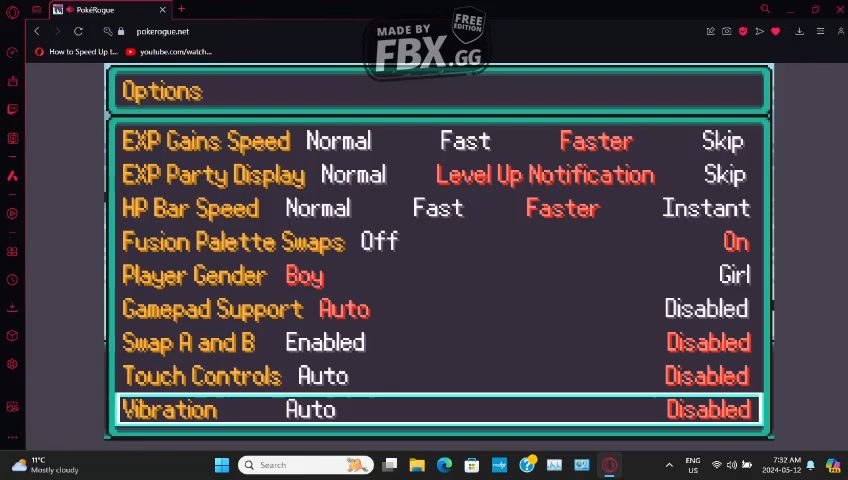 PokéRogue
pokerogue.net
How to Speed Up t...
youtube.com/watch...
MADE BY
FREE
EDITION
FBX.GG
Options
EXP Gains Speed Normal Fast Faster Skip
EXP Party Display Normal Level Up Notification Skip
HP Bar Speed Normal Fast Faster Instant
Fusion Palette Swaps Off On
Player Gender Boy Girl
Gamepad Support Auto Disabled
Swap A and B Enabled Disabled
Touch Controls Auto Disabled
Vibration Auto Disabled
11°C
Mostly cloudy
Search
ENG
US
7:32 AM
2024-05-12